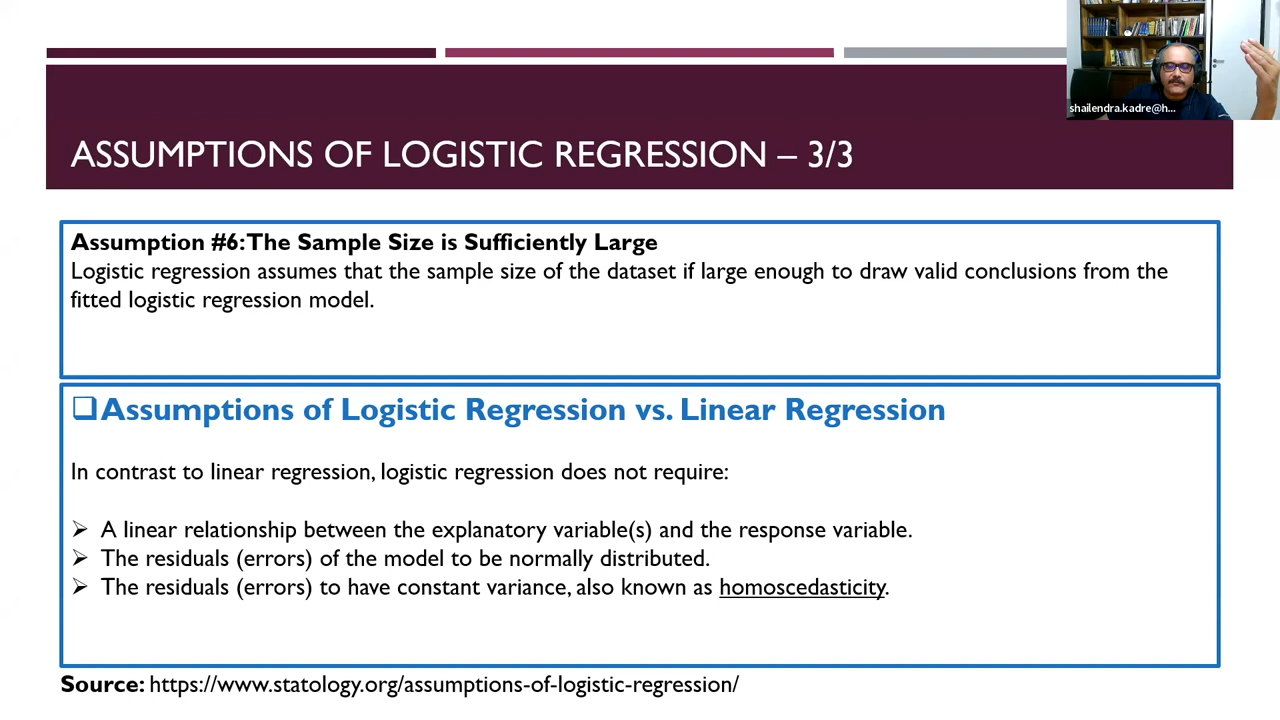 shailendra.kadre@h...
ASSUMPTIONS OF LOGISTIC REGRESSION – 3/3
Assumption #6: The Sample Size is Sufficiently Large
Logistic regression assumes that the sample size of the dataset if large enough to draw valid conclusions from the
fitted logistic regression model.
❑Assumptions of Logistic Regression vs. Linear Regression
In contrast to linear regression, logistic regression does not require:
➢ A linear relationship between the explanatory variable(s) and the response variable.
➢ The residuals (errors) of the model to be normally distributed.
➢ The residuals (errors) to have constant variance, also known as homoscedasticity.
Source: https://www.statology.org/assumptions-of-logistic-regression/